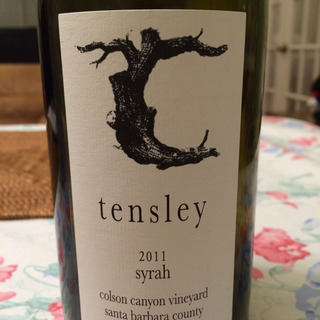 tensley
2011
syrah
colson canyon vineyard
santa barbara county